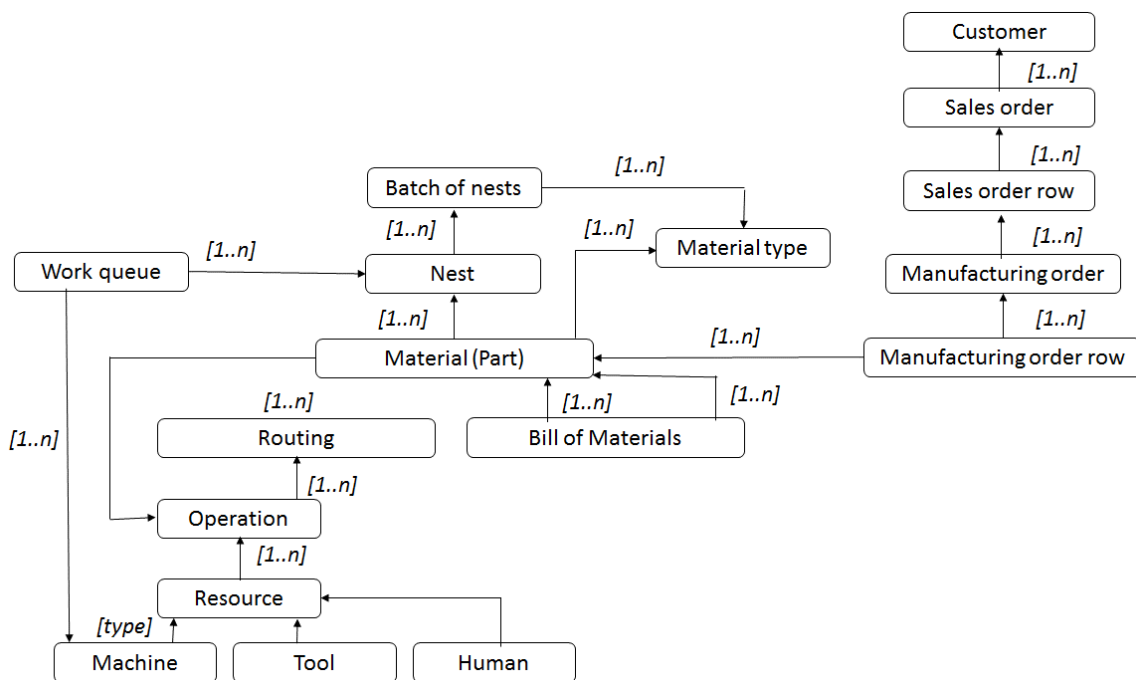 Customer
[1..n]
Sales order
[1..n]
Sales order row
[1..n]
Batch of nests
[1..n]
[1..n]
[1..n]
Material type
Manufacturing order
[1..n]
Work queue
[1..n]
Nest
[1..n]
Material (Part)
[1..n]
Manufacturing order row
[1..n]
[1..n]
Bill of Materials
[1..n]
Routing
[1..n]
[1..n]
Operation
[1..n]
Resource
[type]
Machine
Tool
Human